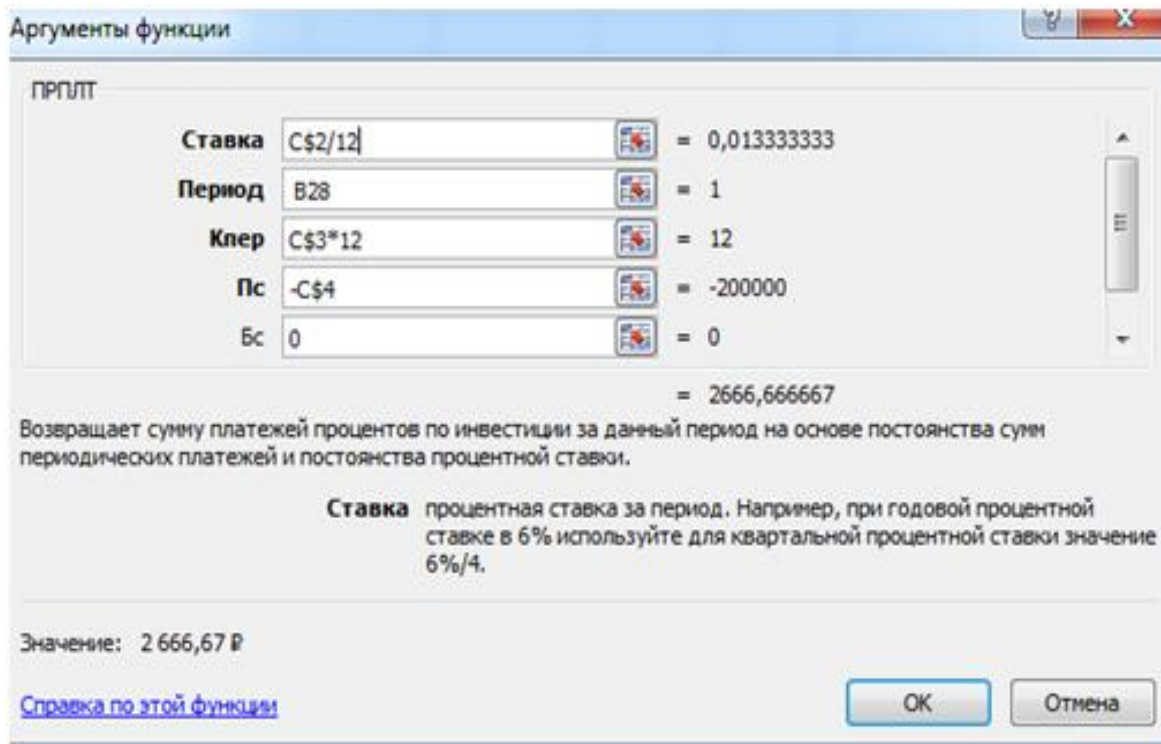 Аргументы функции
ПРПЛТ
Ставка C$2/12 = 0,013333333
Период B28 = 1
Кпер C$3*12 = 12
Пс -C$4 = -200000
Бс 0 = 0
= 2666,666667
Возвращает сумму платежей процентов по инвестиции за данный период на основе постоянства сумм
периодических платежей и постоянства процентной ставки.
Ставка процентная ставка за период. Например, при годовой процентной
ставке в 6% используйте для квартальной процентной ставки значение
6%/4.
Значение: 2 666,67 ₽
Справка по этой функции
ОК Отмена